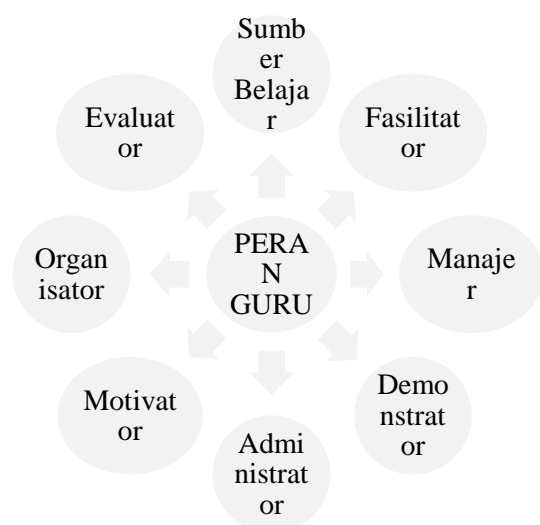 Sumb
er
Belaja
r
Fasilitat
or
Manaje
r
Demo
nstrat
or
Admi
nistrat
or
Motivat
or
Organ
isator
Evaluat
or
PERA
N
GURU